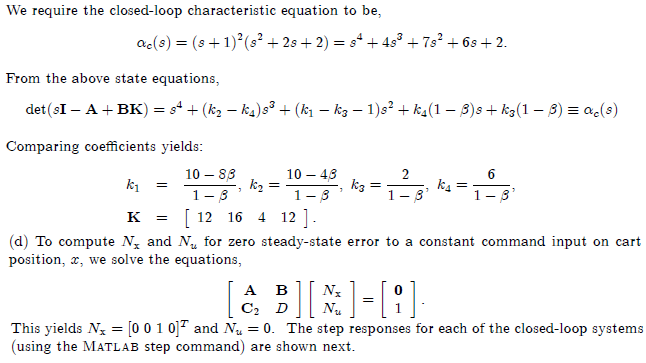 We require the closed-loop characteristic equation to be,
α_c(s) = (s + 1)²(s² + 2s + 2) = s⁴ + 4s³ + 7s² + 6s + 2.
From the above state equations,
det(sI − A + BK) = s⁴ + (k₂ − k₄)s³ + (k₁ − k₃ − 1)s² + k₄(1 − β)s + k₃(1 − β) ≡ α_c(s)
Comparing coefficients yields:
k₁ = (10 − 8β)/(1 − β), k₂ = (10 − 4β)/(1 − β), k₃ = 2/(1 − β), k₄ = 6/(1 − β),
K = [ 12 16 4 12 ].
(d) To compute Nₓ and Nᵤ for zero steady-state error to a constant command input on cart
position, x, we solve the equations,
[ A B ; C₂ D ] [ Nₓ ; Nᵤ ] = [ 0 ; 1 ].
This yields Nₓ = [0 0 1 0]ᵀ and Nᵤ = 0. The step responses for each of the closed-loop systems
(using the MATLAB step command) are shown next.